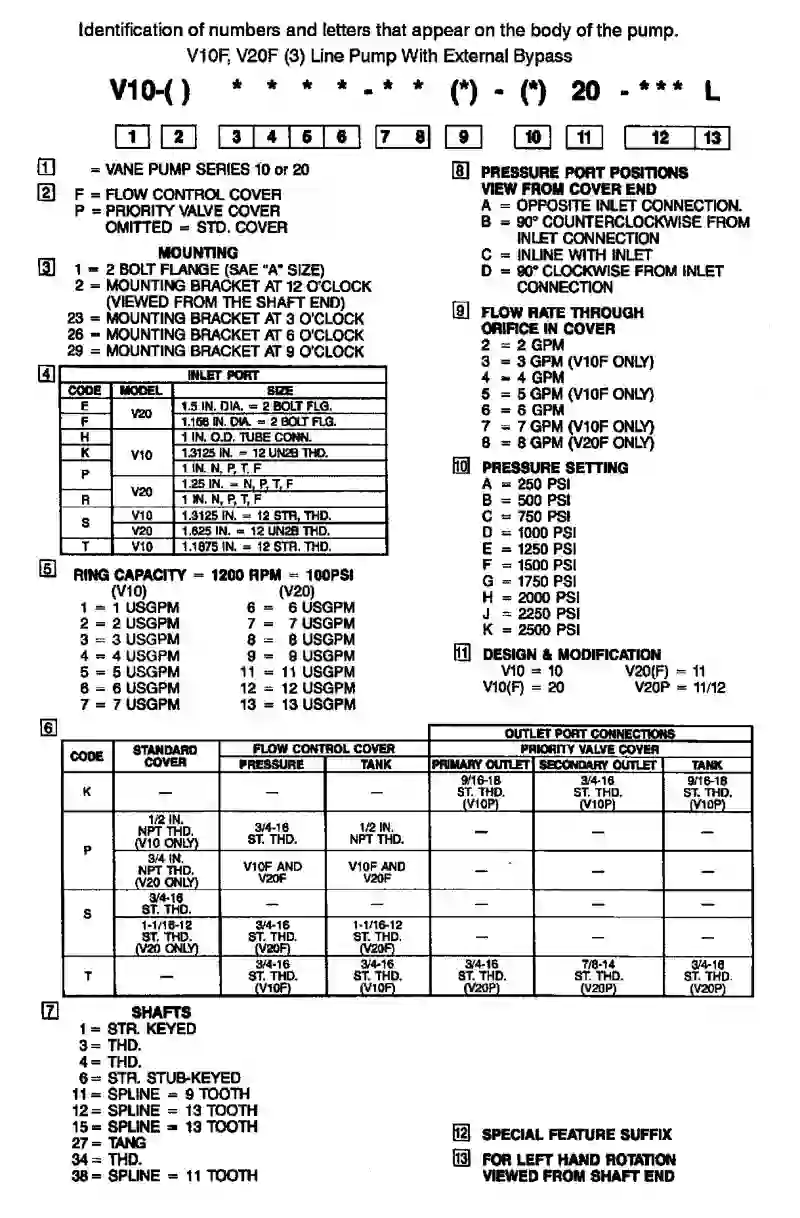 Identification of numbers and letters that appear on the body of the pump.
V10F, V20F (3) Line Pump With External Bypass
V10-( ) * * * * - * * (*) - (*) 20 - *** L
1 2 3 4 5 6 7 8 9 10 11 12 13
1 = VANE PUMP SERIES 10 or 20
2 F = FLOW CONTROL COVER
P = PRIORITY VALVE COVER
OMITTED = STD. COVER
MOUNTING
3 1 = 2 BOLT FLANGE (SAE "A" SIZE)
2 = MOUNTING BRACKET AT 12 O'CLOCK
(VIEWED FROM THE SHAFT END)
23 = MOUNTING BRACKET AT 3 O'CLOCK
26 = MOUNTING BRACKET AT 6 O'CLOCK
29 = MOUNTING BRACKET AT 9 O'CLOCK
4 INLET PORT
CODE MODEL SIZE
E V20 1.5 IN. DIA. = 2 BOLT FLG.
F 1.156 IN. DIA. = 2 BOLT FLG.
H V10 1 IN. O.D. TUBE CONN.
K 1.3125 IN. = 12 UN2B THD.
P 1 IN. N, P, T, F
V20 1.25 IN. = N, P, T, F
R 1 IN. N, P, T, F
S V10 1.3125 IN. = 12 STR, THD.
V20 1.625 IN. = 12 UN2B THD.
T V10 1.1875 IN. = 12 STR. THD.
5 RING CAPACITY = 1200 RPM = 100PSI
(V10) (V20)
1 = 1 USGPM 6 = 6 USGPM
2 = 2 USGPM 7 = 7 USGPM
3 = 3 USGPM 8 = 8 USGPM
4 = 4 USGPM 9 = 9 USGPM
5 = 5 USGPM 11 = 11 USGPM
6 = 6 USGPM 12 = 12 USGPM
7 = 7 USGPM 13 = 13 USGPM
8 PRESSURE PORT POSITIONS
VIEW FROM COVER END
A = OPPOSITE INLET CONNECTION.
B = 90° COUNTERCLOCKWISE FROM
INLET CONNECTION
C = INLINE WITH INLET
D = 90° CLOCKWISE FROM INLET
CONNECTION
9 FLOW RATE THROUGH
ORIFICE IN COVER
2 = 2 GPM
3 = 3 GPM (V10F ONLY)
4 = 4 GPM
5 = 5 GPM (V10F ONLY)
6 = 6 GPM
7 = 7 GPM (V10F ONLY)
8 = 8 GPM (V20F ONLY)
10 PRESSURE SETTING
A = 250 PSI
B = 500 PSI
C = 750 PSI
D = 1000 PSI
E = 1250 PSI
F = 1500 PSI
G = 1750 PSI
H = 2000 PSI
J = 2250 PSI
K = 2500 PSI
11 DESIGN & MODIFICATION
V10 = 10 V20(F) = 11
V10(F) = 20 V20P = 11/12
6 OUTLET PORT CONNECTIONS
CODE STANDARD COVER FLOW CONTROL COVER PRIORITY VALVE COVER
PRESSURE TANK PRIMARY OUTLET SECONDARY OUTLET TANK
K — — — 9/16-18 ST. THD. (V10P) 3/4-16 ST. THD. (V10P) 9/16-18 ST. THD. (V10P)
P 1/2 IN. NPT THD. (V10 ONLY) 3/4-16 ST. THD. 1/2 IN. NPT THD. — — —
3/4 IN. NPT THD. (V20 ONLY) V10F AND V20F V10F AND V20F — — —
S 3/4-16 ST. THD. — — — — —
1-1/16-12 ST. THD. (V20 ONLY) 3/4-16 ST. THD. (V20F) 1-1/16-12 ST. THD. (V20F) — — —
T — 3/4-16 ST. THD. (V10F) 3/4-16 ST. THD. (V10F) 3/4-16 ST. THD. (V20P) 7/8-14 ST. THD. (V20P) 3/4-16 ST. THD. (V20P)
7 SHAFTS
1 = STR. KEYED
3 = THD.
4 = THD.
6 = STR. STUB-KEYED
11 = SPLINE = 9 TOOTH
12 = SPLINE = 13 TOOTH
15 = SPLINE = 13 TOOTH
27 = TANG
34 = THD.
38 = SPLINE = 11 TOOTH
12 SPECIAL FEATURE SUFFIX
13 FOR LEFT HAND ROTATION
VIEWED FROM SHAFT END